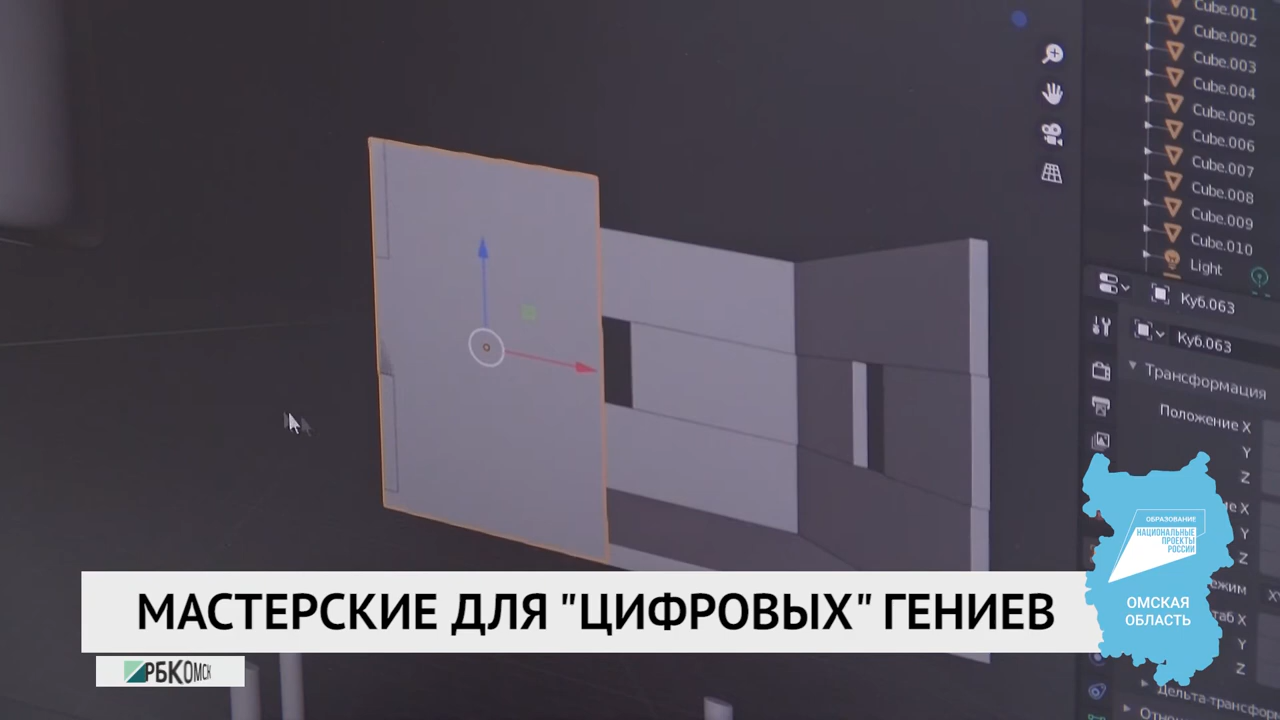 Cube.001
Cube.002
Cube.003
Cube.004
Cube.005
Cube.006
Cube.007
Cube.008
Cube.009
Cube.010
Light
Куб.063
Куб.063
Трансформация
Положение X
Y
Z
X
Y
Z
X
Y
Z
ОБРАЗОВАНИЕ
НАЦИОНАЛЬНЫЕ
ПРОЕКТЫ
РОССИИ
ОМСКАЯ
ОБЛАСТЬ
МАСТЕРСКИЕ ДЛЯ "ЦИФРОВЫХ" ГЕНИЕВ
РБК ОМСК